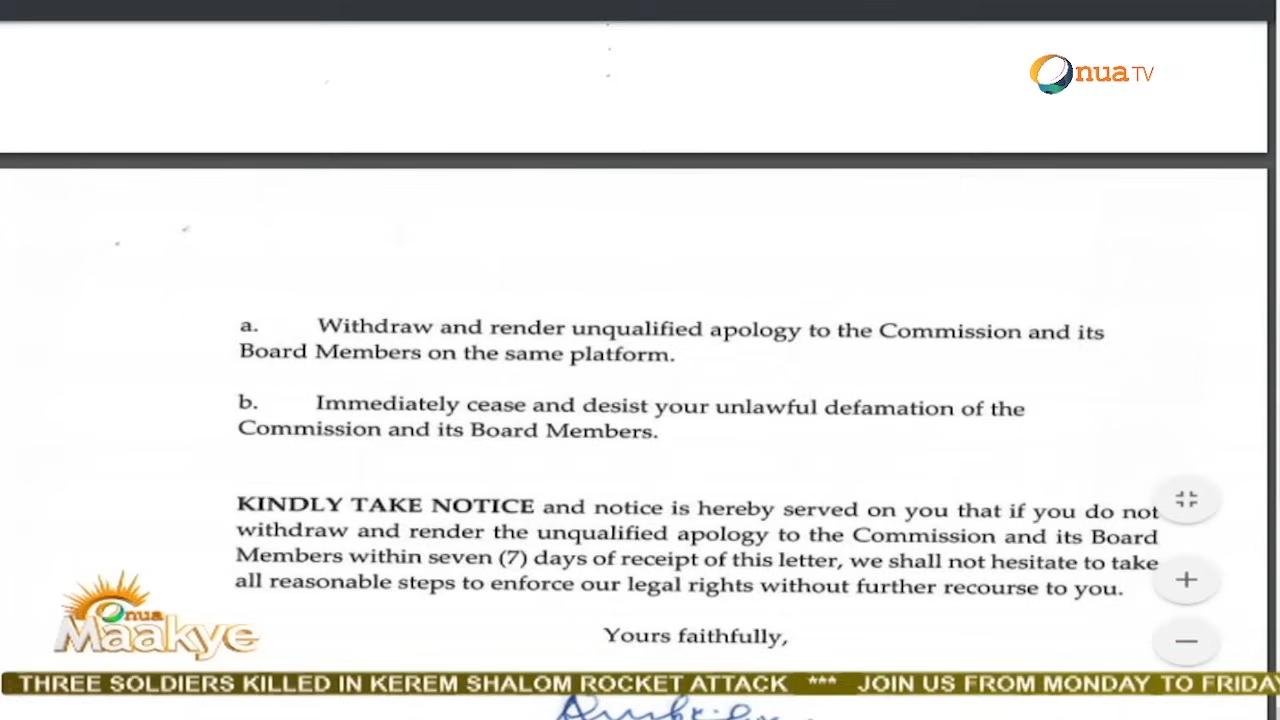 Onua TV
a. Withdraw and render unqualified apology to the Commission and its
Board Members on the same platform.
b. Immediately cease and desist your unlawful defamation of the
Commission and its Board Members.
KINDLY TAKE NOTICE and notice is hereby served on you that if you do not
withdraw and render the unqualified apology to the Commission and its Board
Members within seven (7) days of receipt of this letter, we shall not hesitate to take
all reasonable steps to enforce our legal rights without further recourse to you.
Yours faithfully,
Onua
Maakye
THREE SOLDIERS KILLED IN KEREM SHALOM ROCKET ATTACK *** JOIN US FROM MONDAY TO FRIDAY